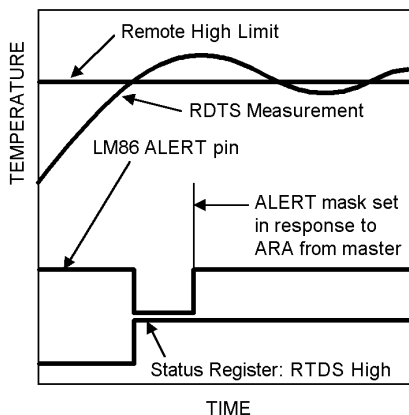 Remote High Limit
RDTS Measurement
LM86 ALERT pin
TEMPERATURE
ALERT mask set
in response to
ARA from master
Status Register: RTDS High
TIME